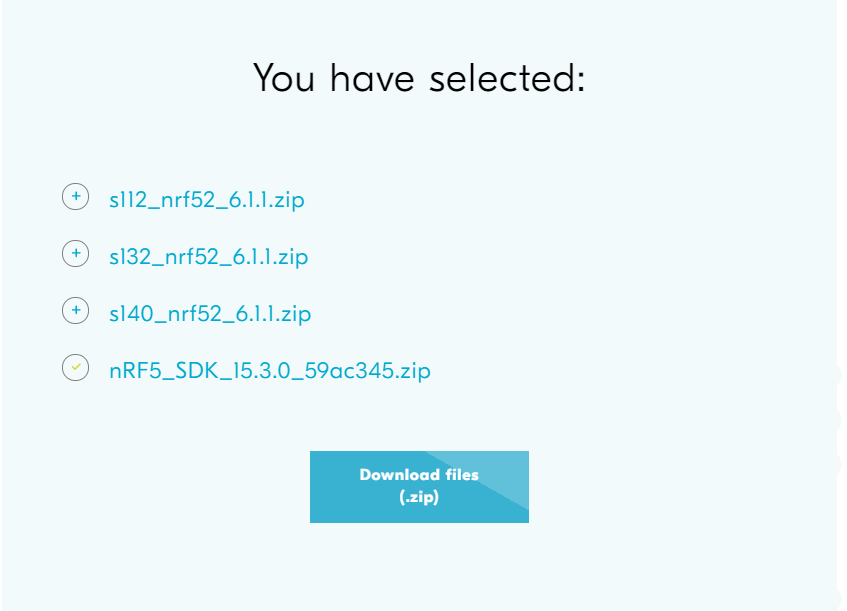 You have selected:
s112_nrf52_6.1.1.zip
s132_nrf52_6.1.1.zip
s140_nrf52_6.1.1.zip
nRF5_SDK_15.3.0_59ac345.zip
Download files
(.zip)